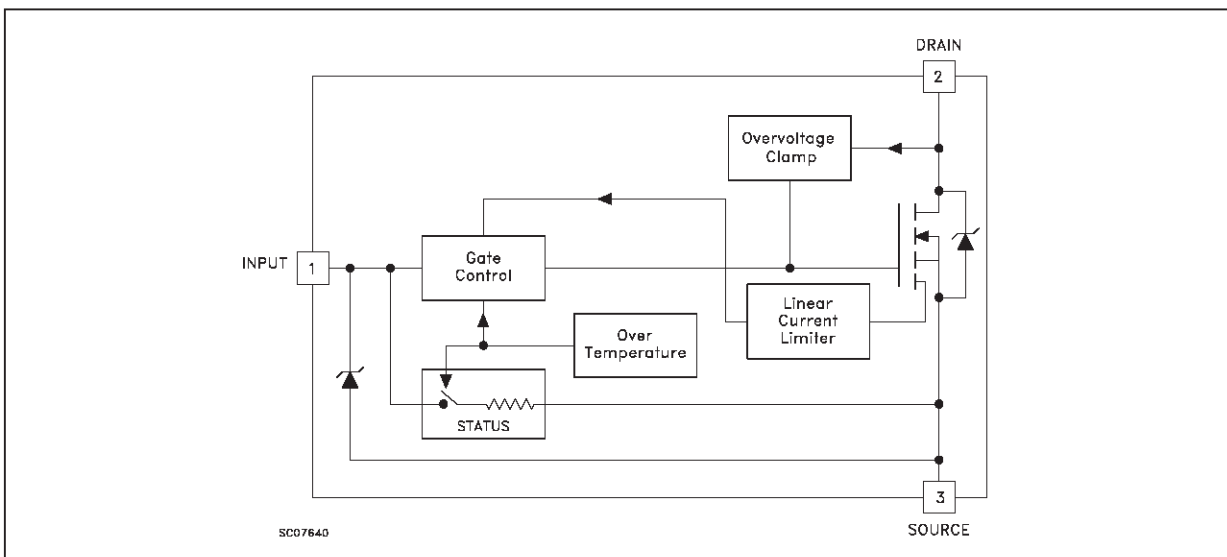 DRAIN
2
Overvoltage
Clamp
INPUT
1
Gate
Control
Linear
Current
Limiter
Over
Temperature
STATUS
3
SOURCE
SC07640